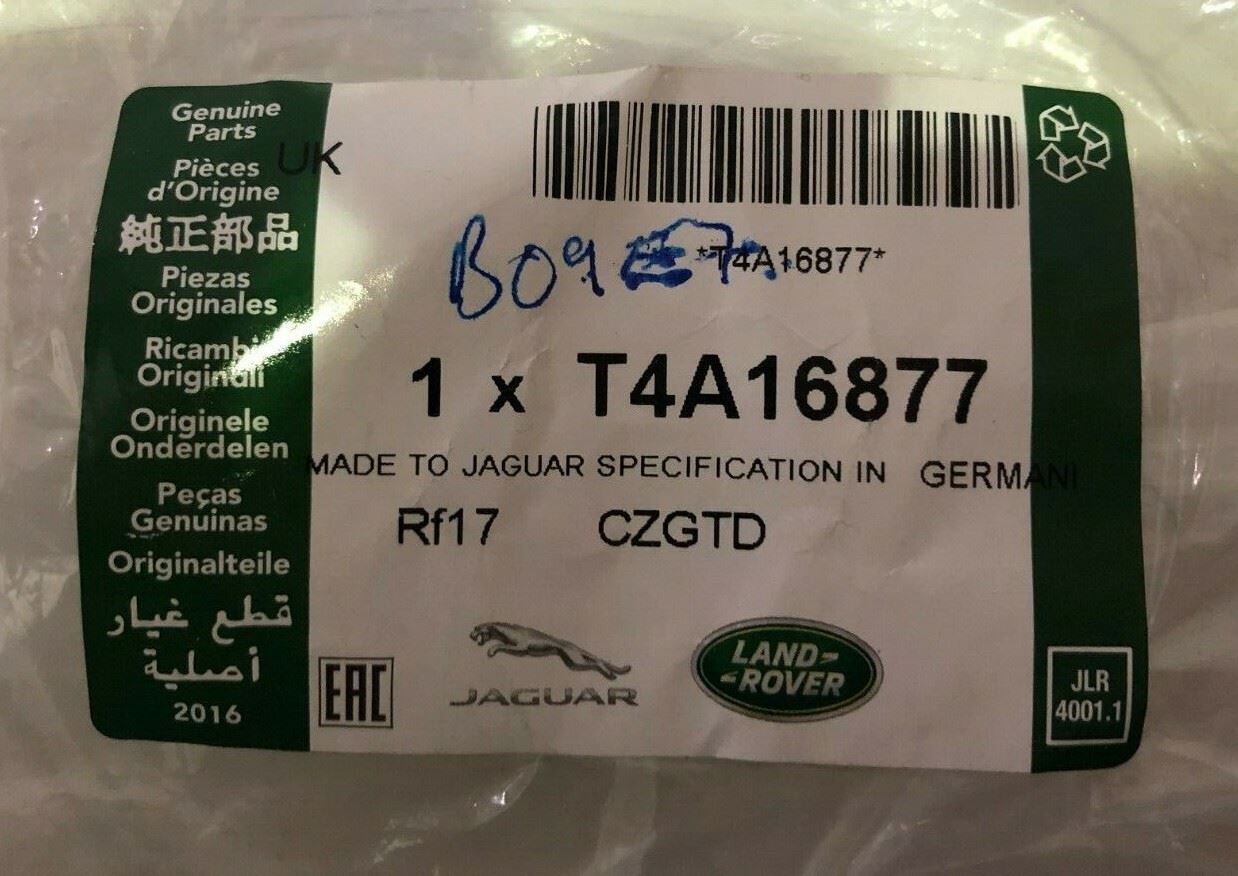 Genuine
Parts
UK
Pièces
d'Origine
純正部品
Piezas
Originales
Ricambi
Originali
Originele
Onderdelen
Peças
Genuinas
Originalteile
قطع غيار
أصلية
2016
B09
*T4A16877*
1 x T4A16877
MADE TO JAGUAR SPECIFICATION IN GERMANI
Rf17 CZGTD
EAC
JAGUAR
LAND-
-ROVER
JLR
4001.1